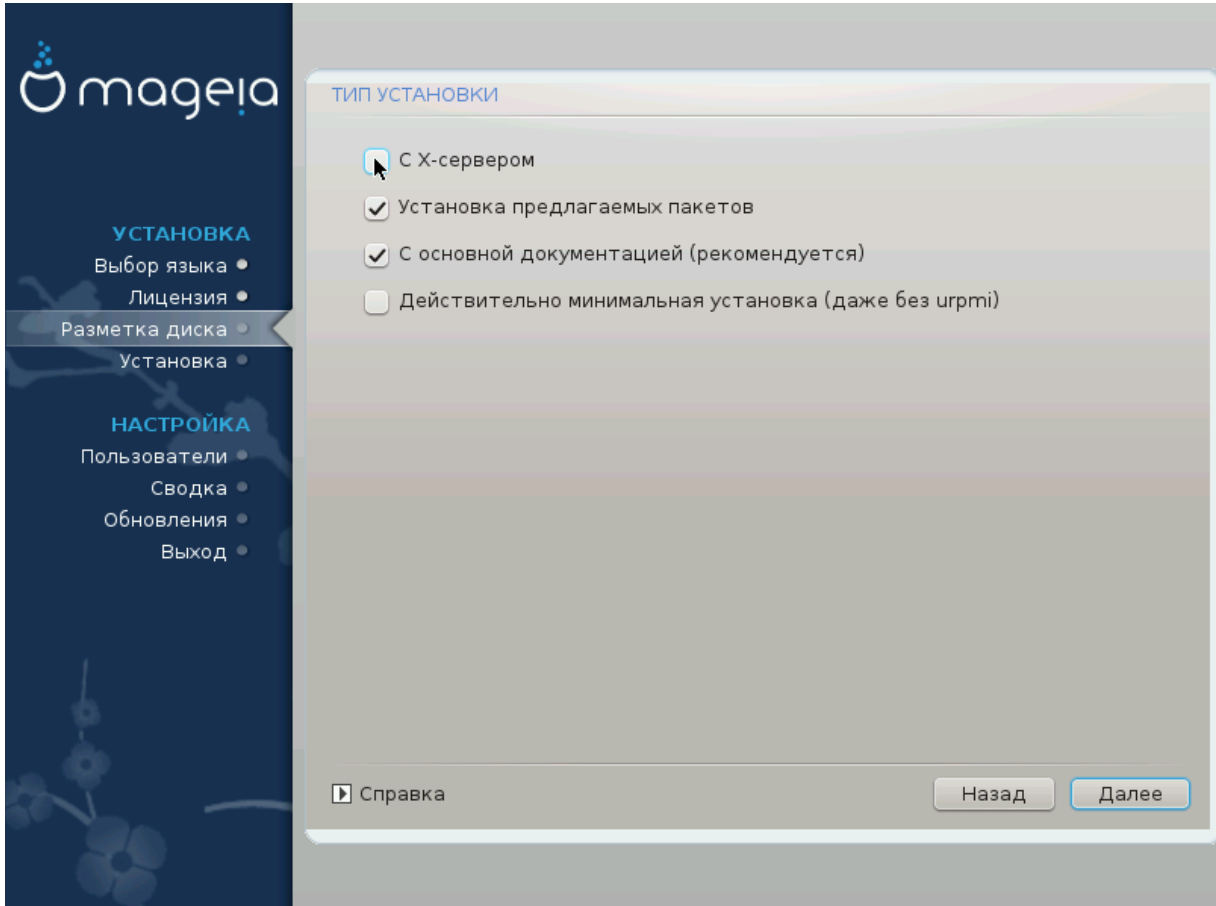 mageia
УСТАНОВКА
Выбор языка
Лицензия
Разметка диска
Установка
НАСТРОЙКА
Пользователи
Сводка
Обновления
Выход
ТИП УСТАНОВКИ
С X-сервером
Установка предлагаемых пакетов
С основной документацией (рекомендуется)
Действительно минимальная установка (даже без urpmi)
Справка
Назад
Далее